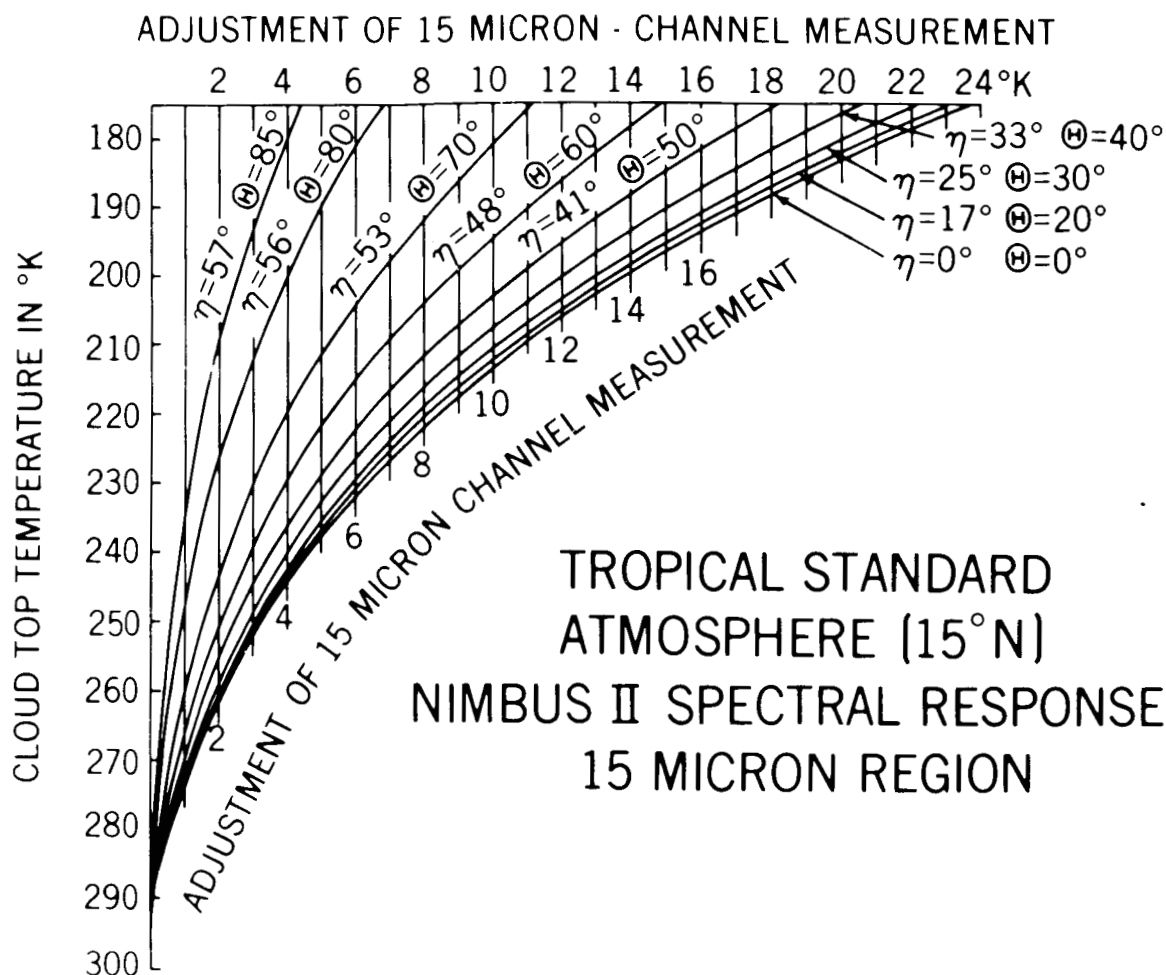 ADJUSTMENT OF 15 MICRON - CHANNEL MEASUREMENT
2 4 6 8 10 12 14 16 18 20 22 24 °K
CLOUD TOP TEMPERATURE IN °K
180
190
200
210
220
230
240
250
260
270
280
290
300
η=57° Θ=85°
η=56° Θ=80°
η=53° Θ=70°
η=48° Θ=60°
η=41° Θ=50°
η=33° Θ=40°
η=25° Θ=30°
η=17° Θ=20°
η=0° Θ=0°
16
14
12
10
8
6
4
2
ADJUSTMENT OF 15 MICRON CHANNEL MEASUREMENT
TROPICAL STANDARD
ATMOSPHERE (15°N)
NIMBUS II SPECTRAL RESPONSE
15 MICRON REGION